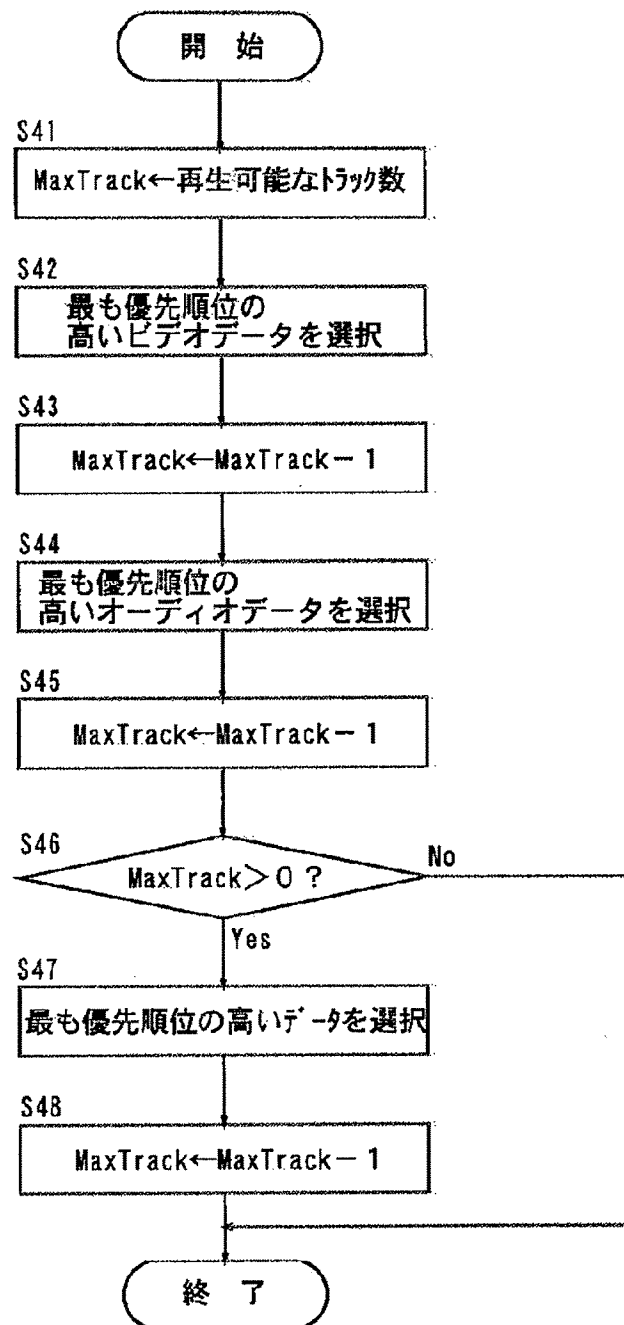 開 始
S41
MaxTrack←再生可能なトラック数
S42
最も優先順位の
高いビデオデータを選択
S43
MaxTrack←MaxTrack－1
S44
最も優先順位の
高いオーディオデータを選択
S45
MaxTrack←MaxTrack－1
S46
MaxTrack＞0？
No
Yes
S47
最も優先順位の高いデータを選択
S48
MaxTrack←MaxTrack－1
終 了